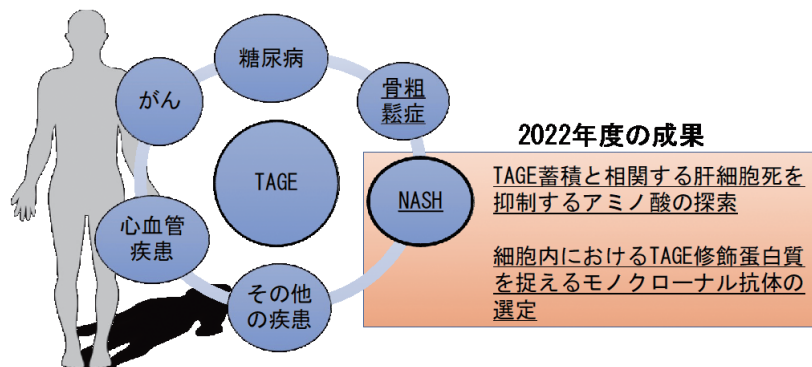 糖尿病
がん
骨粗
鬆症
TAGE
NASH
心血管
疾患
その他
の疾患
2022年度の成果
TAGE蓄積と相関する肝細胞死を
抑制するアミノ酸の探索
細胞内におけるTAGE修飾蛋白質
を捉えるモノクローナル抗体の
選定